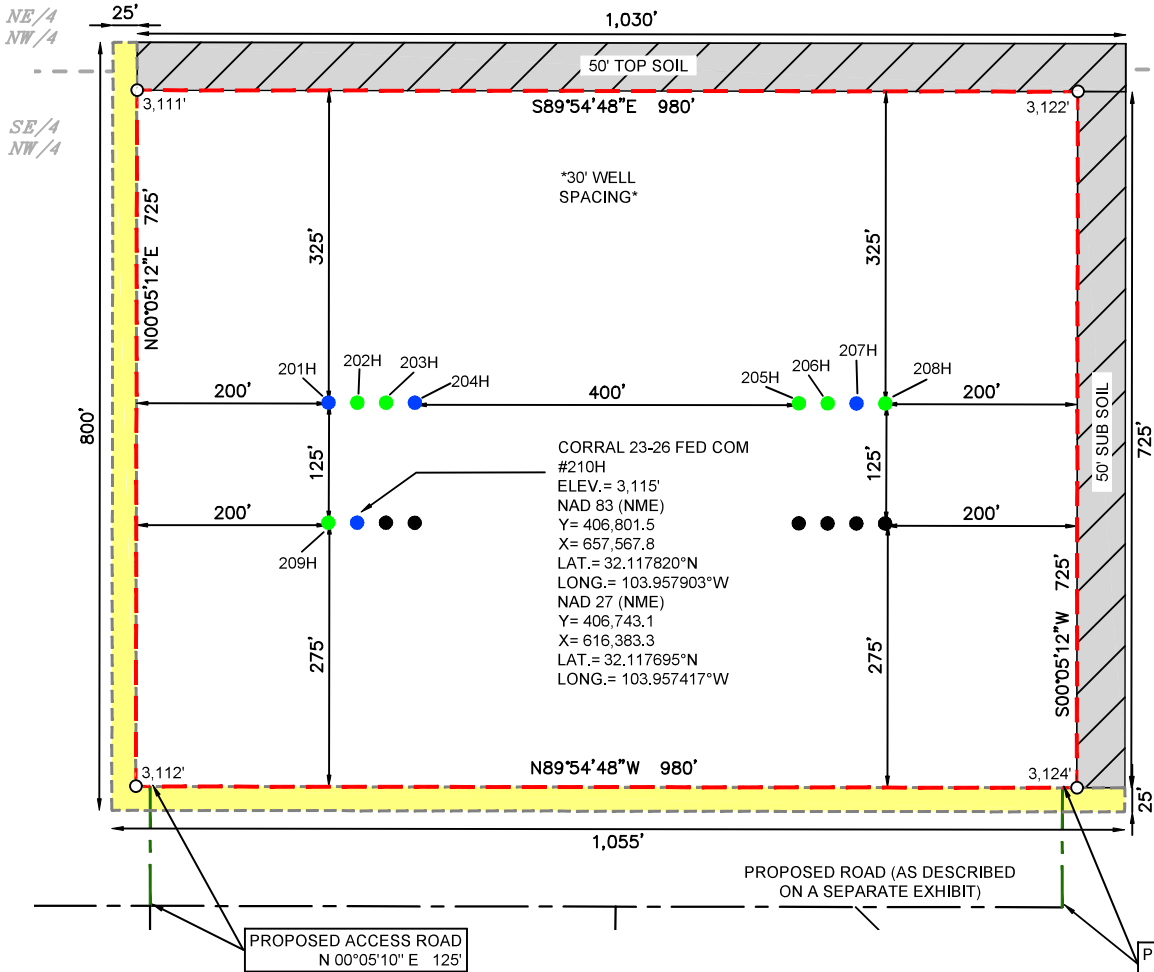 NE/4
NW/4
25'
1,030'
50' TOP SOIL
3,111'
S89°54'48"E 980'
3,122'
SE/4
NW/4
*30' WELL
SPACING*
N00°05'12"E 725'
325'
325'
201H
202H
203H
204H
205H
206H
207H
208H
200'
400'
200'
800'
125'
125'
50' SUB SOIL
725'
CORRAL 23-26 FED COM
#210H
ELEV.= 3,115'
NAD 83 (NME)
Y= 406,801.5
X= 657,567.8
LAT.= 32.117820°N
LONG.= 103.957903°W
NAD 27 (NME)
Y= 406,743.1
X= 616,383.3
LAT.= 32.117695°N
LONG.= 103.957417°W
200'
200'
209H
275'
275'
S00°05'12"W 725'
3,112'
N89°54'48"W 980'
3,124'
25'
1,055'
PROPOSED ROAD (AS DESCRIBED
ON A SEPARATE EXHIBIT)
PROPOSED ACCESS ROAD
N 00°05'10" E 125'
P